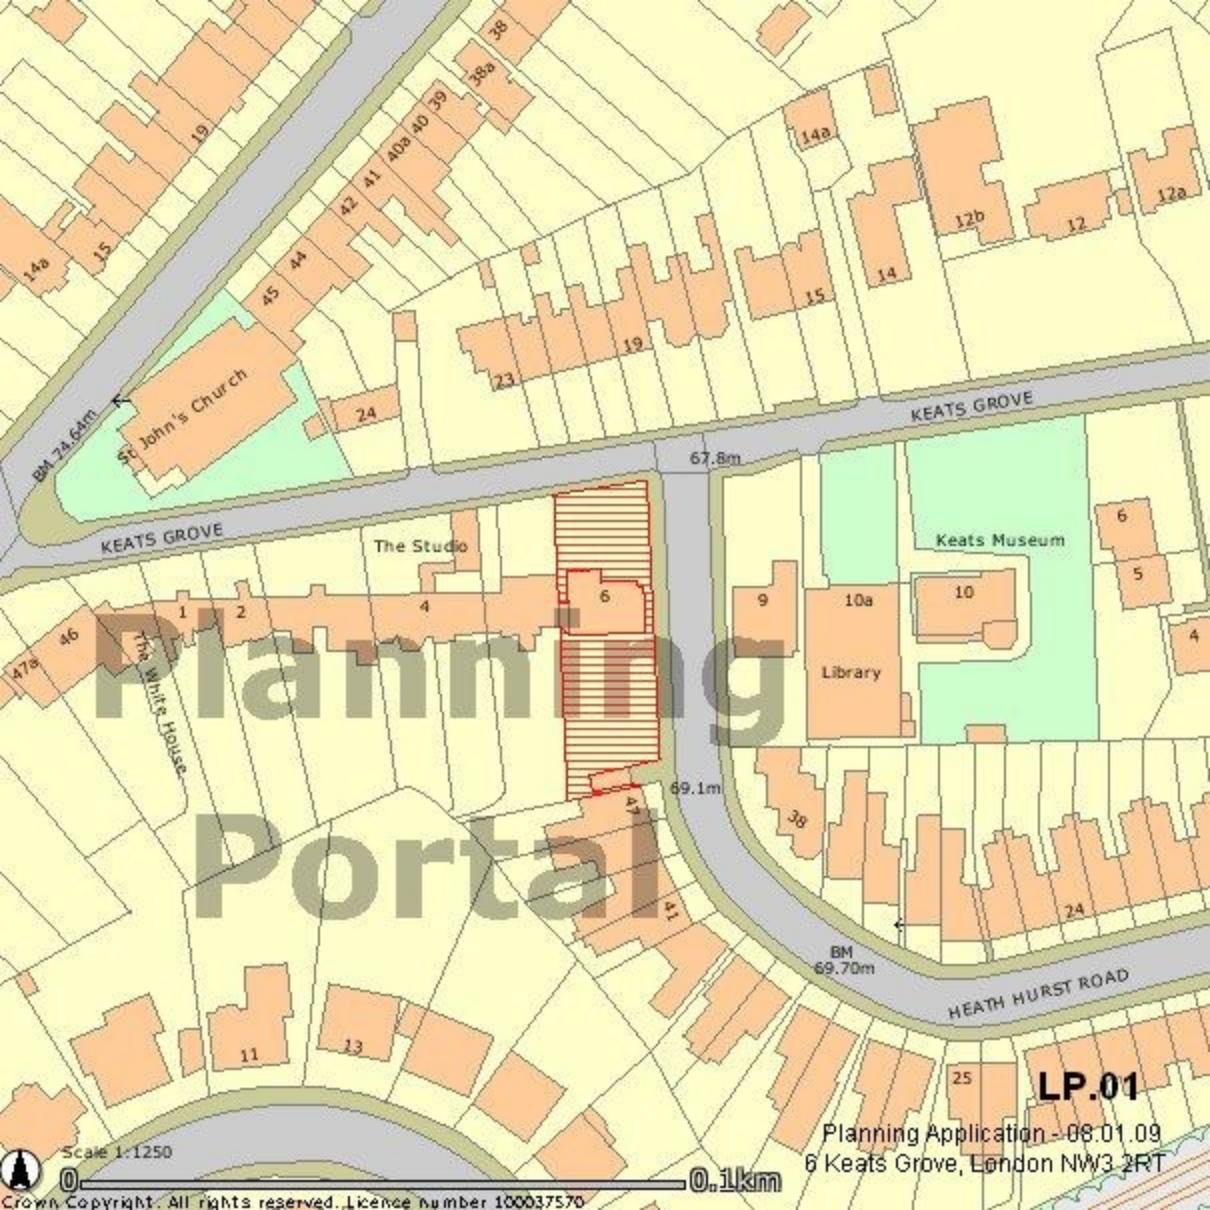 38
38a
39
40
40a
41
42
44
45
19
15
14a
14a
12b
12
12a
14
15
19
23
24
St John's Church
BM 74.64m
KEATS GROVE
KEATS GROVE
67.8m
The Studio
Keats Museum
6
5
4
10
10a
9
Library
6
4
2
1
46
47a
The White House
Planning
Portal
47
69.1m
38
24
41
BM
69.70m
HEATH HURST ROAD
11
13
25
LP.01
Planning Application - 08.01.09
6 Keats Grove, London NW3 2RT
Scale 1:1250
0
0.1km
Crown Copyright. All rights reserved. Licence number 100037570